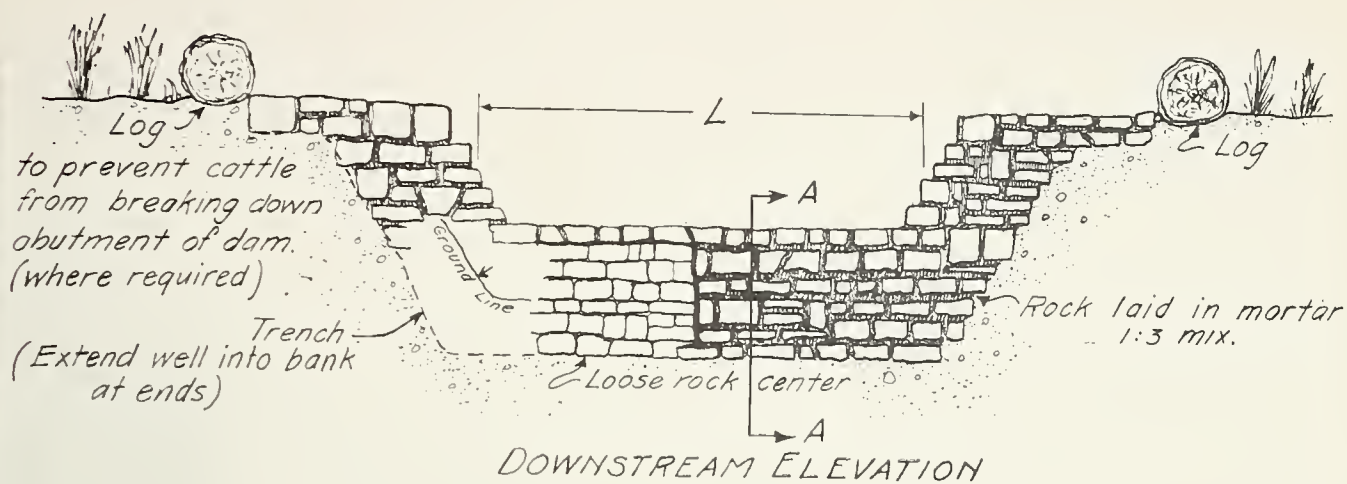 L
A
Log
to prevent cattle
from breaking down
abutment of dam.
(where required)
Log
Ground Line
Trench
(Extend well into bank
at ends)
Rock laid in mortar
1:3 mix.
Loose rock center
A
DOWNSTREAM ELEVATION